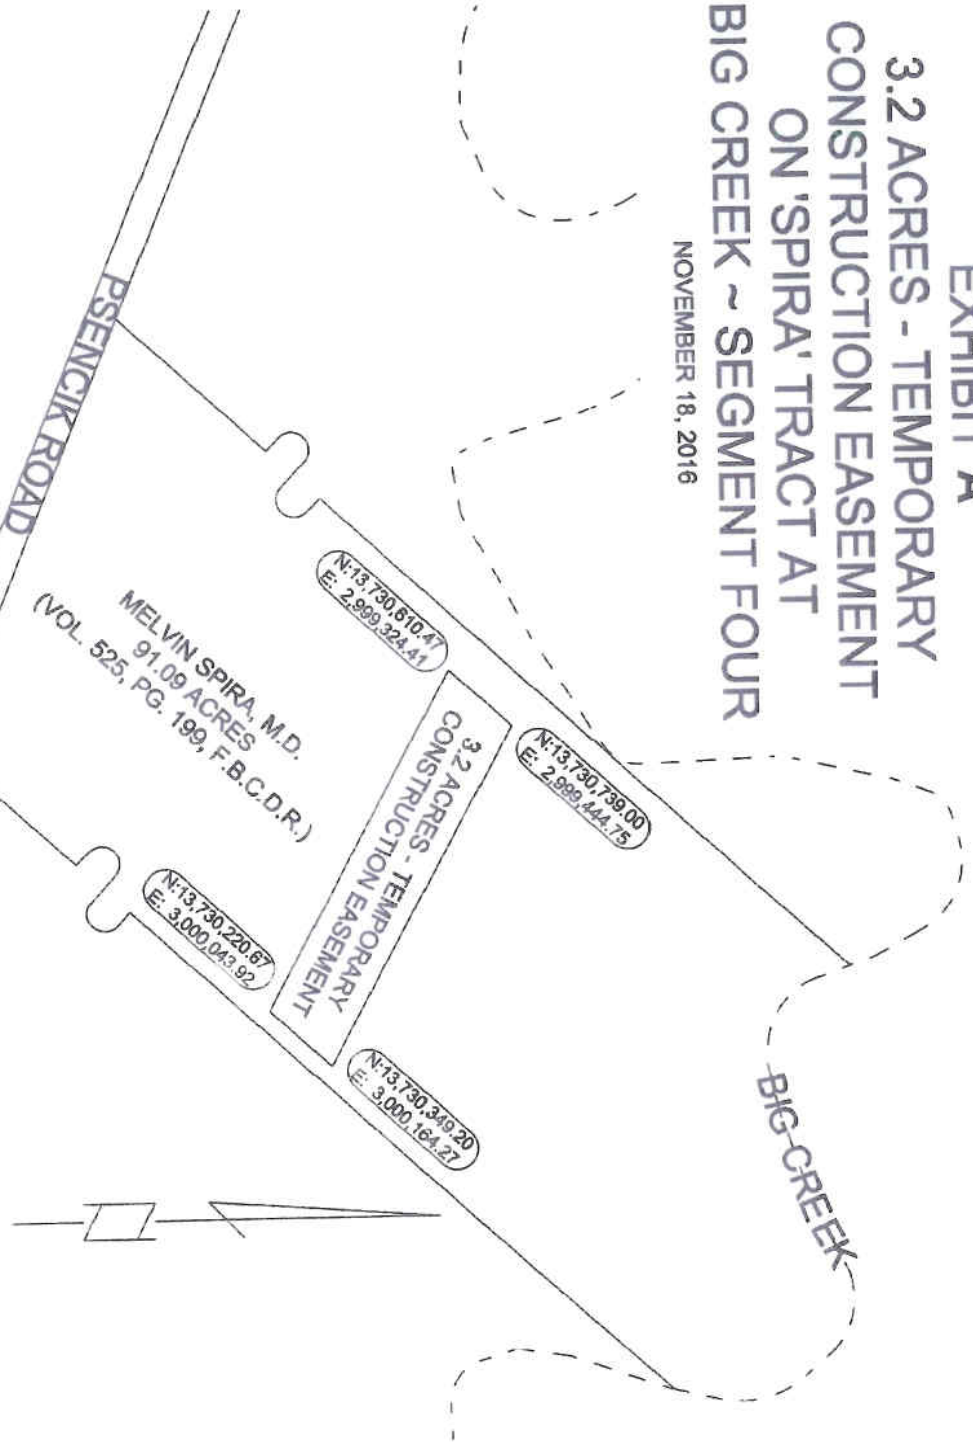 EXHIBIT A
3.2 ACRES - TEMPORARY
CONSTRUCTION EASEMENT
ON 'SPIRA' TRACT AT
BIG CREEK ~ SEGMENT FOUR
NOVEMBER 18, 2016
BIG CREEK
N:13,730,739.00
E: 2,999,444.75
N:13,730,610.47
E: 2,999,324.41
3.2 ACRES - TEMPORARY
CONSTRUCTION EASEMENT
N:13,730,349.20
E: 3,000,164.27
N:13,730,220.67
E: 3,000,043.92
MELVIN SPIRA, M.D.
91.09 ACRES
(VOL. 525, PG. 199, F.B.C.D.R.)
PSENCIK ROAD
N